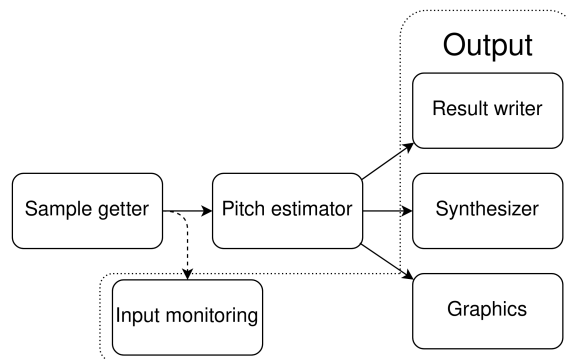 Output
Result writer
Sample getter
Pitch estimator
Synthesizer
Input monitoring
Graphics